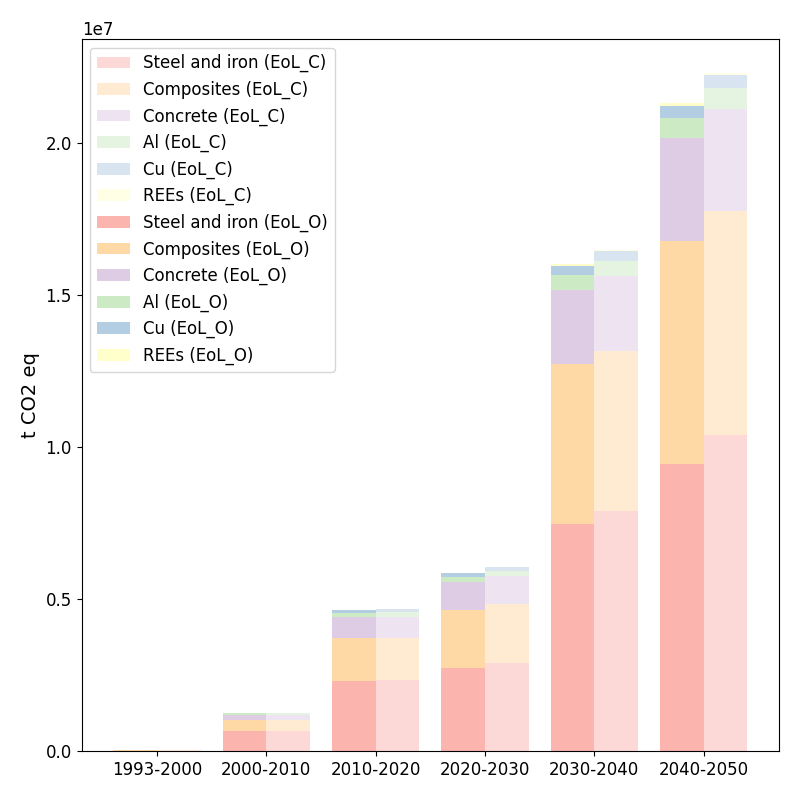 1e7
Steel and iron (EoL_C)
Composites (EoL_C)
Concrete (EoL_C)
Al (EoL_C)
Cu (EoL_C)
REEs (EoL_C)
Steel and iron (EoL_O)
Composites (EoL_O)
Concrete (EoL_O)
Al (EoL_O)
Cu (EoL_O)
REEs (EoL_O)
t CO2 eq
2.0
1.5
1.0
0.5
0.0
1993-2000 2000-2010 2010-2020 2020-2030 2030-2040 2040-2050